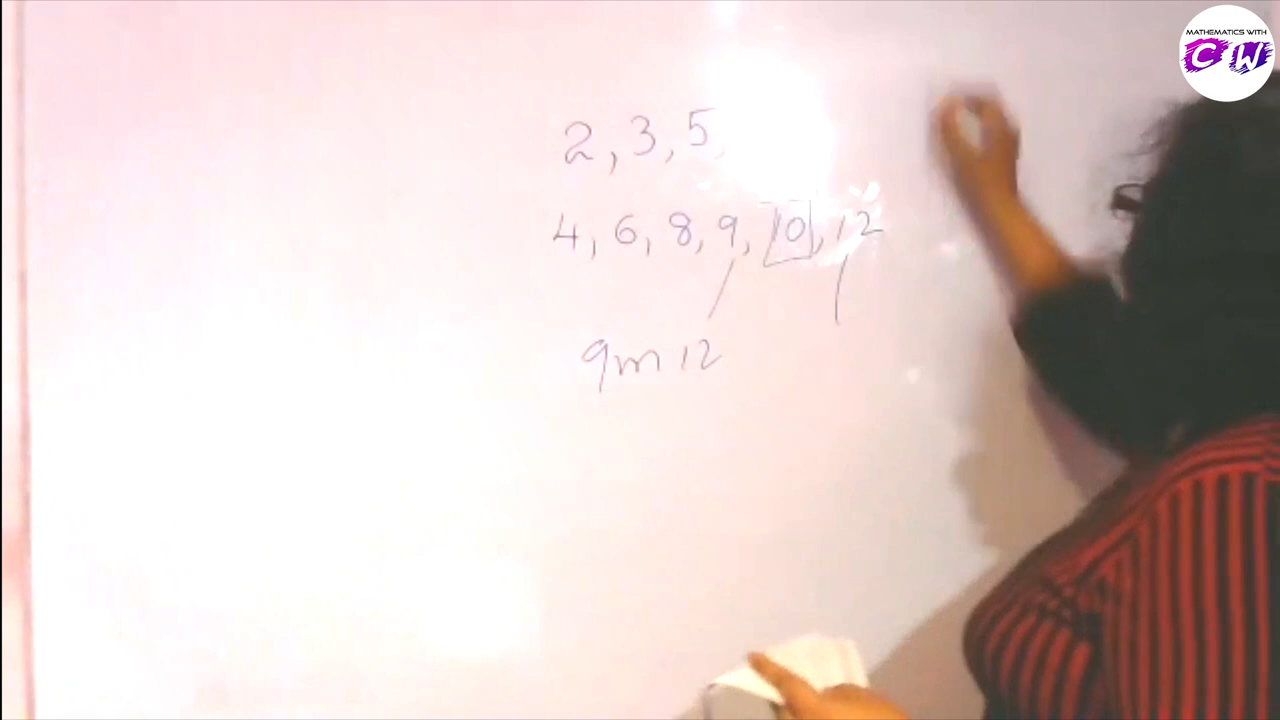 MATHEMATICS WITH
CW
2, 3, 5,
4, 6, 8, 9, 10, 12
9m 12